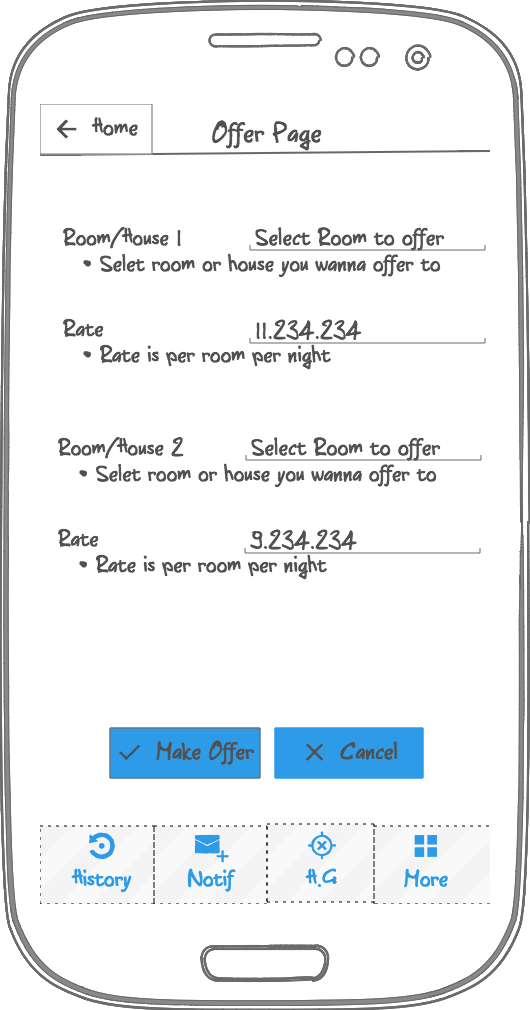 Home
Offer Page
Room/House 1 Select Room to offer
• Selet room or house you wanna offer to
Rate 11.234.234
• Rate is per room per night
Room/House 2 Select Room to offer
• Selet room or house you wanna offer to
Rate 9.234.234
• Rate is per room per night
Make Offer Cancel
History Notif H.G More